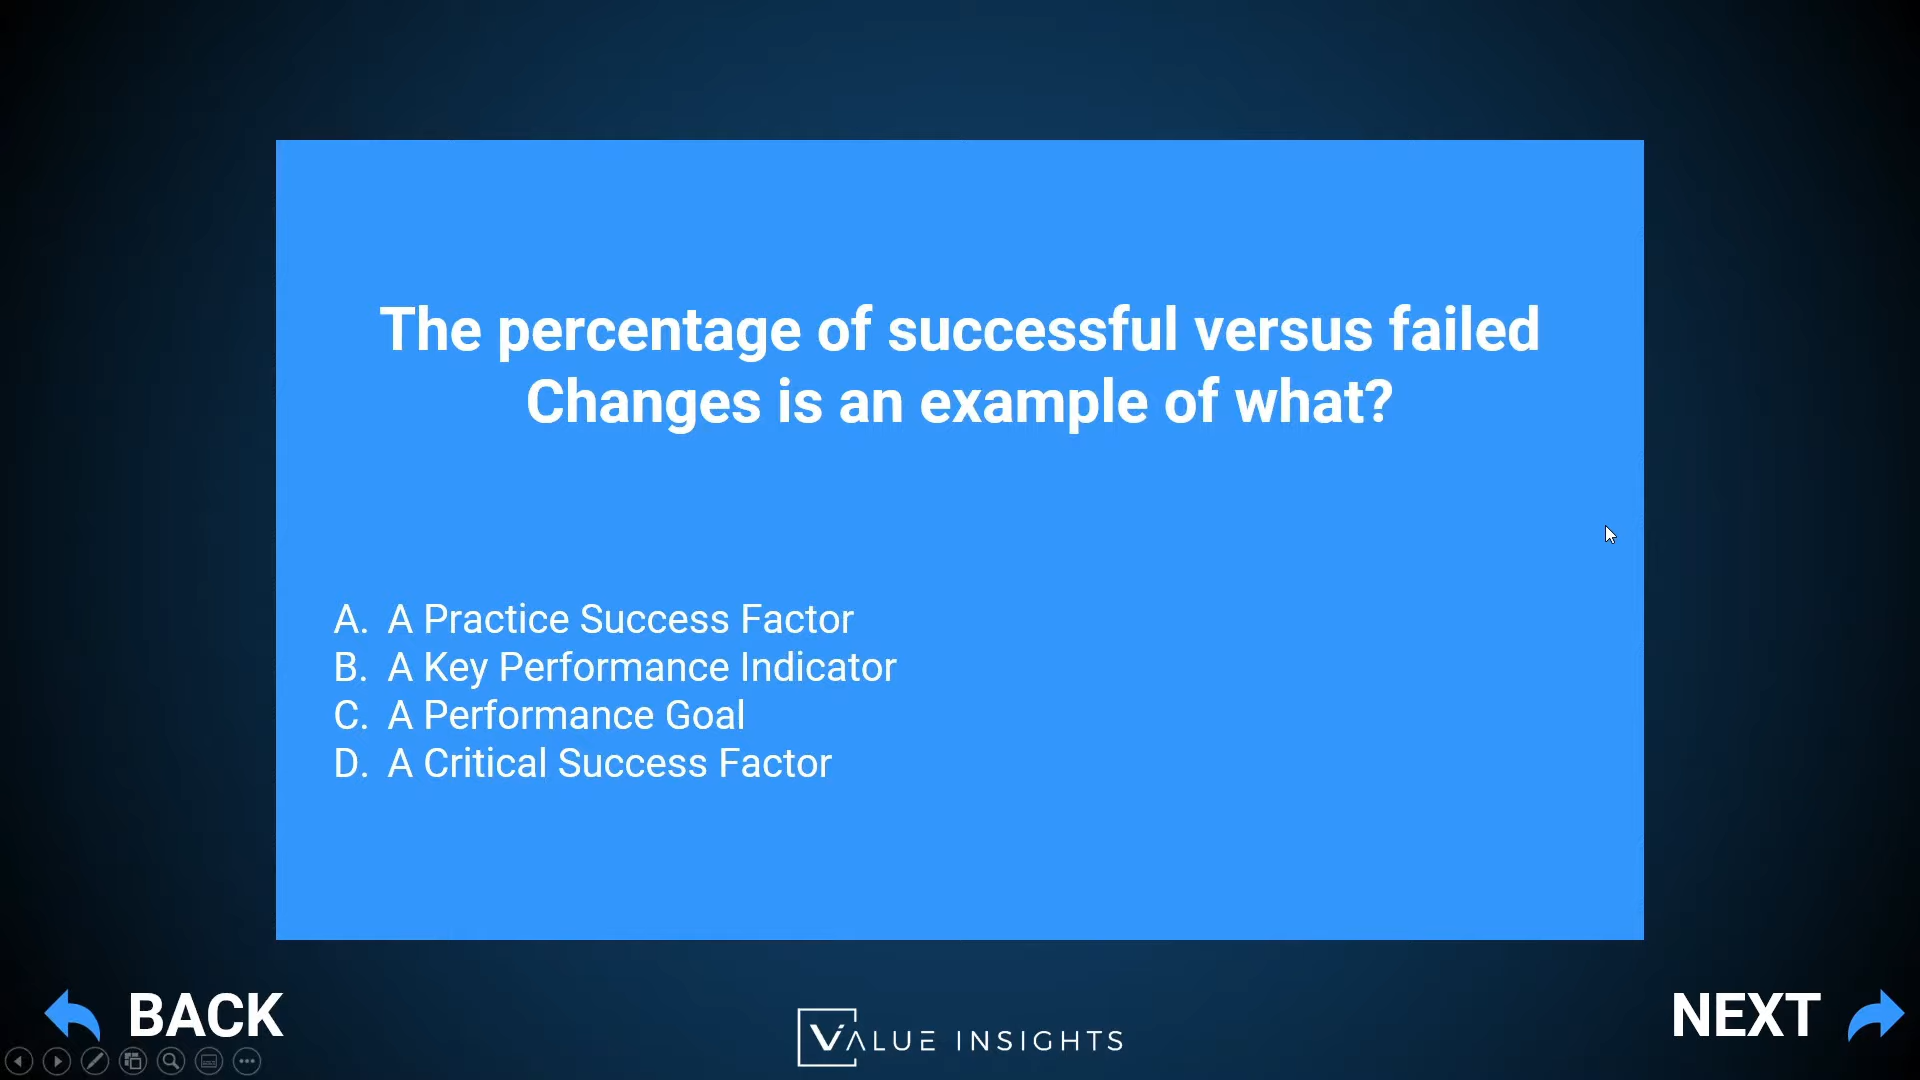 The percentage of successful versus failed
Changes is an example of what?
A. A Practice Success Factor
B. A Key Performance Indicator
C. A Performance Goal
D. A Critical Success Factor
BACK
NEXT
VALUE INSIGHTS